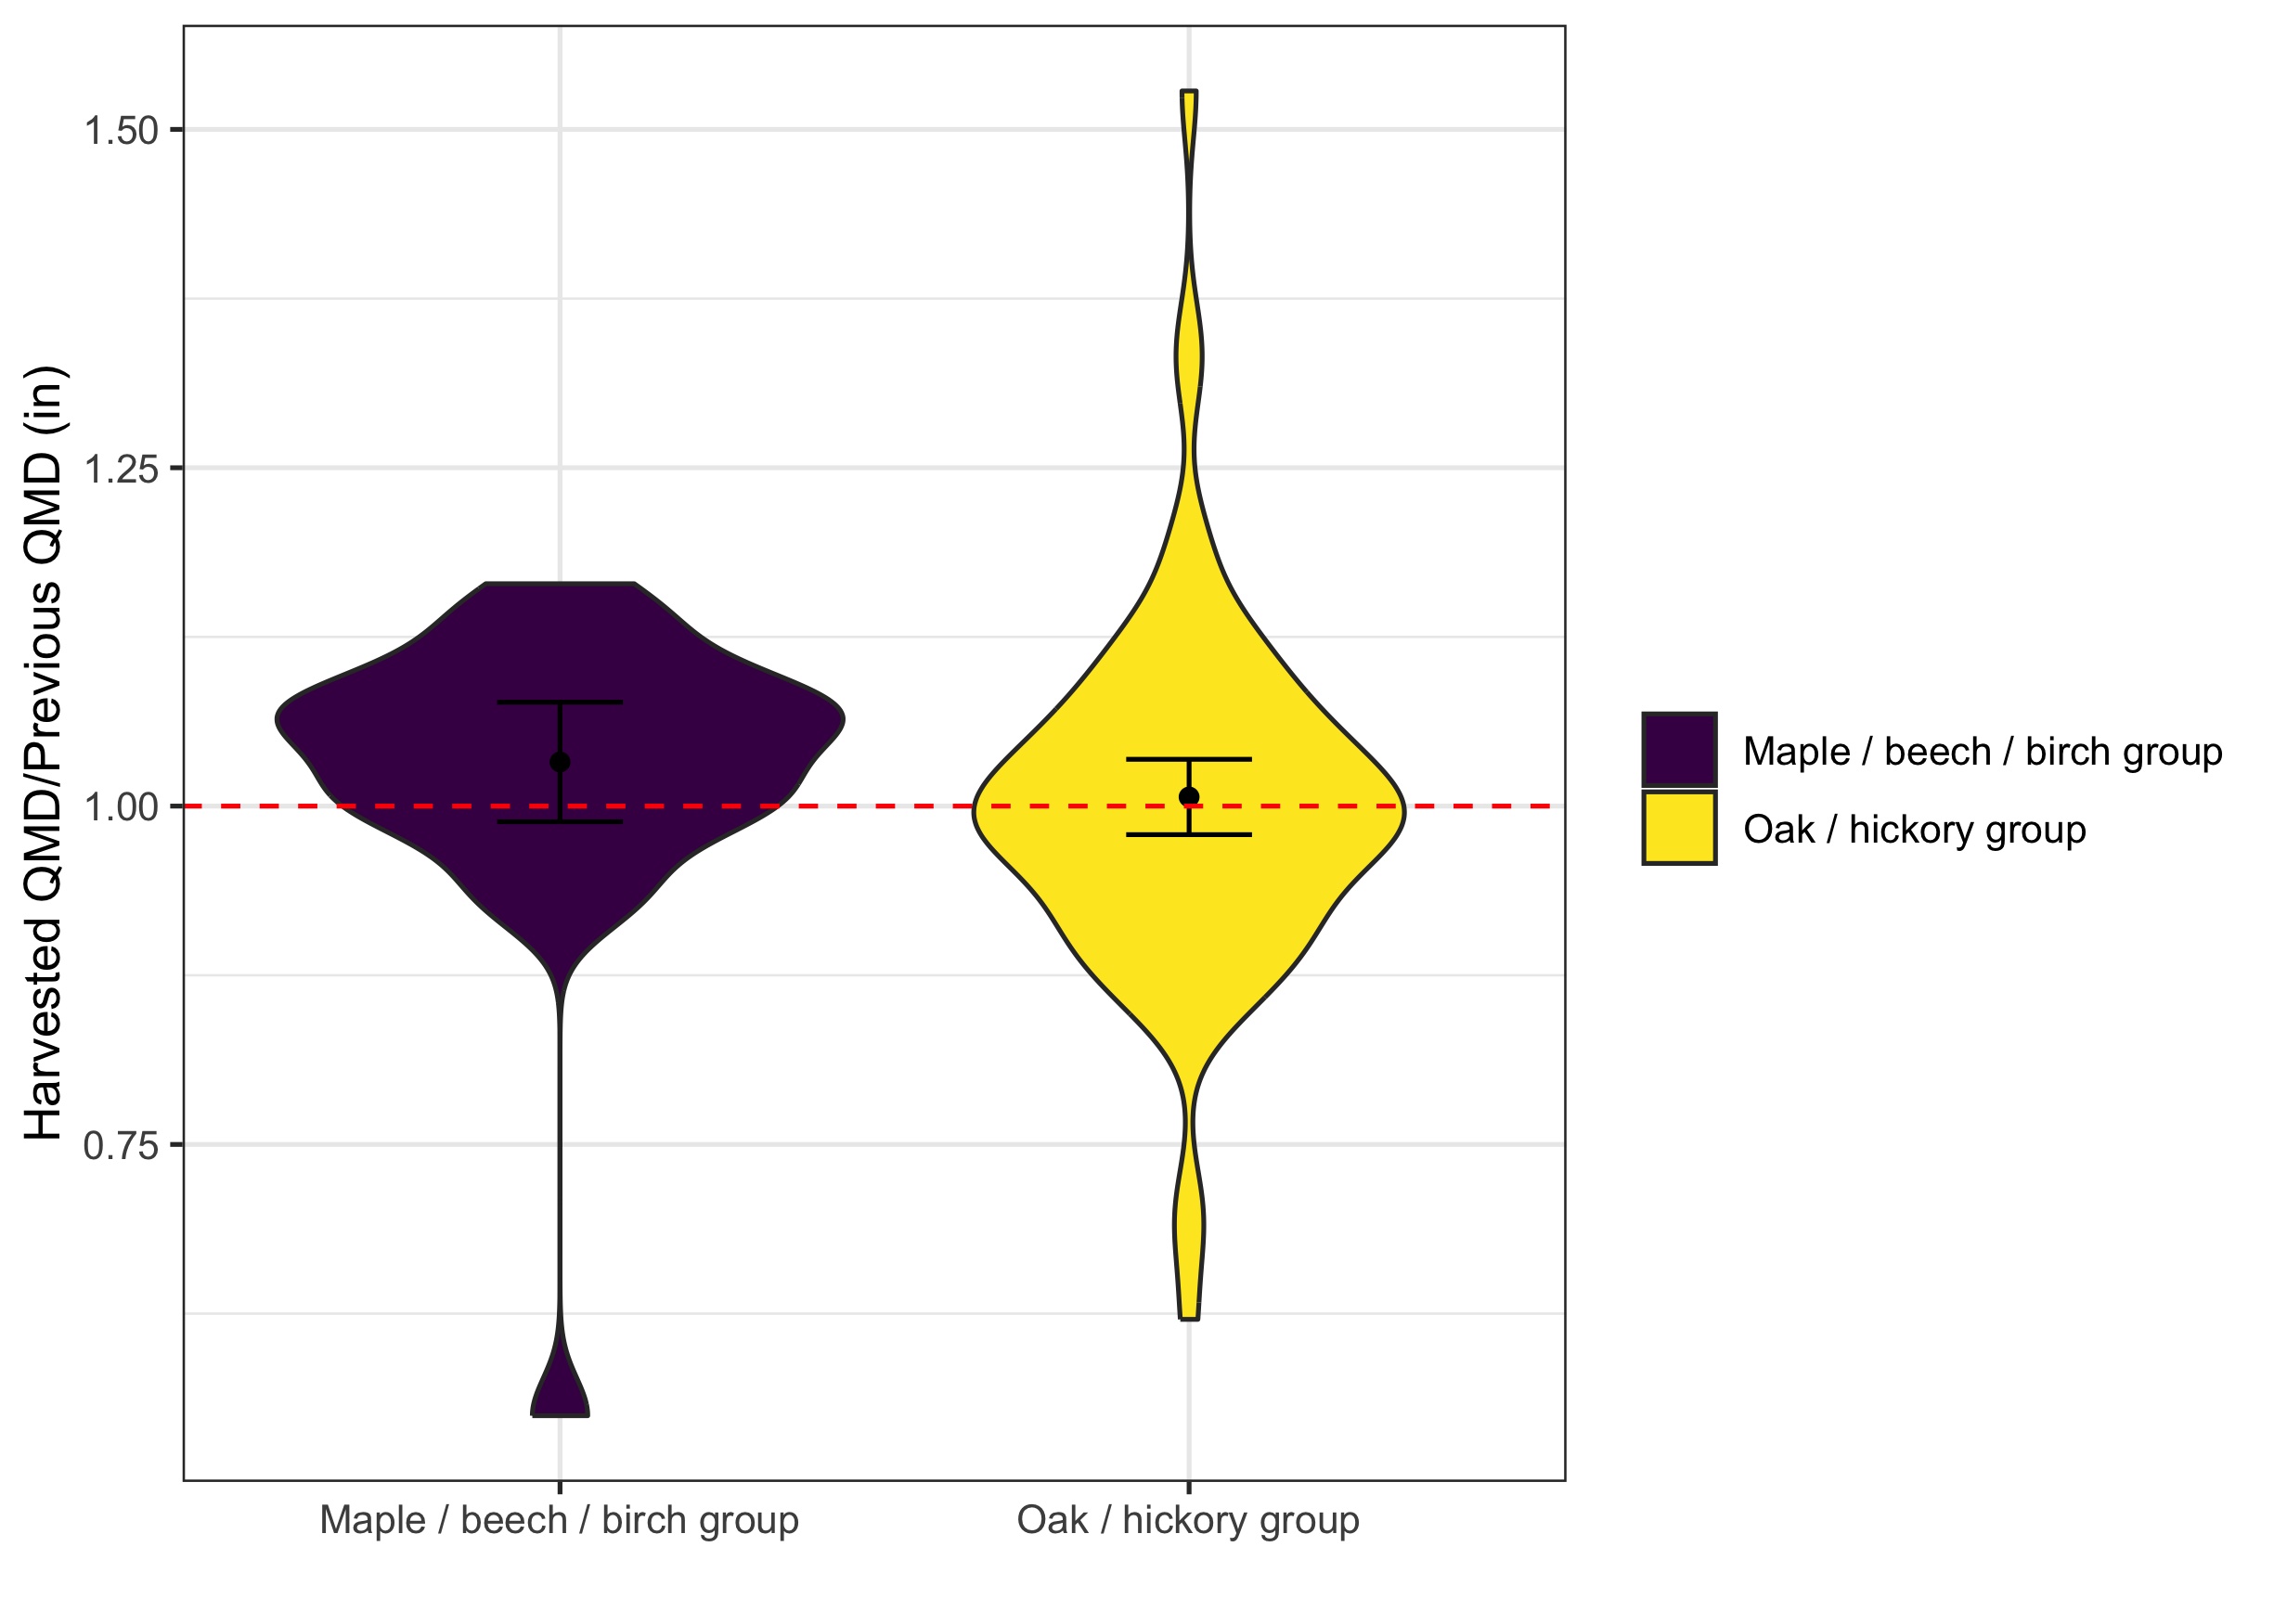 Harvested QMD/Previous QMD (in)
1.50
1.25
1.00
0.75
Maple / beech / birch group
Oak / hickory group
Maple / beech / birch group
Oak / hickory group